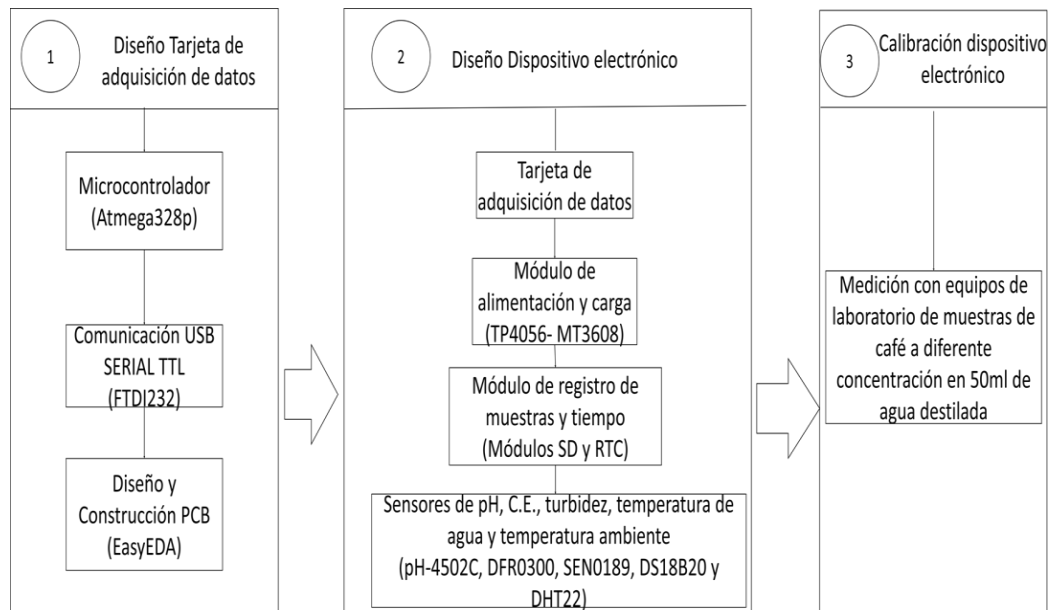 1
Diseño Tarjeta de
adquisición de datos
Microcontrolador
(Atmega328p)
Comunicación USB
SERIAL TTL
(FTDI232)
Diseño y
Construcción PCB
(EasyEDA)
2
Diseño Dispositivo electrónico
Tarjeta de
adquisición de datos
Módulo de
alimentación y carga
(TP4056- MT3608)
Módulo de registro de
muestras y tiempo
(Módulos SD y RTC)
Sensores de pH, C.E., turbidez, temperatura de
agua y temperatura ambiente
(pH-4502C, DFR0300, SEN0189, DS18B20 y
DHT22)
3
Calibración dispositivo
electrónico
Medición con equipos de
laboratorio de muestras de
café a diferente
concentración en 50ml de
agua destilada